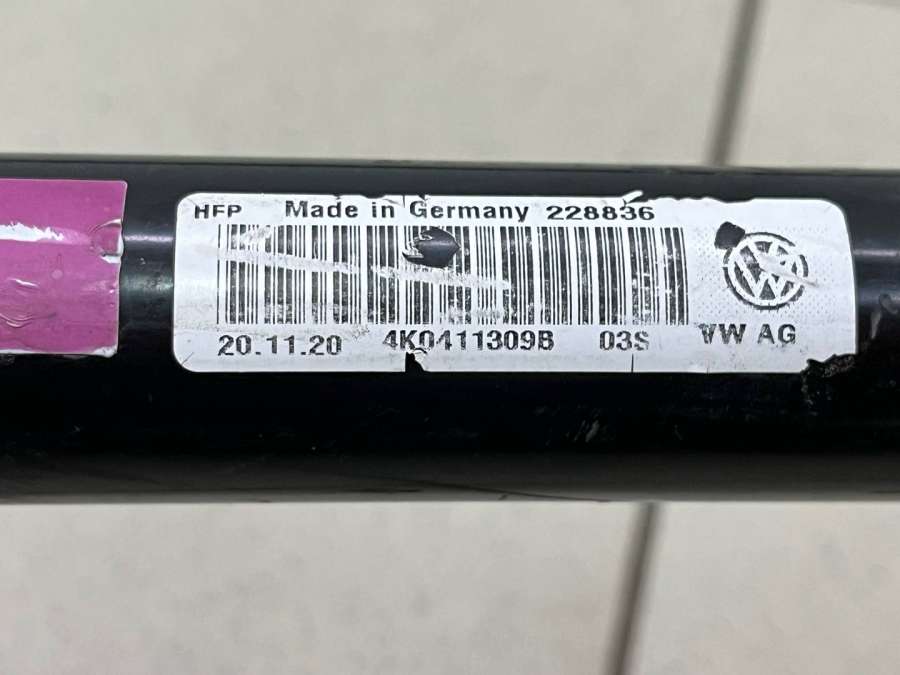 HFP Made in Germany 228836
20.11.20 4K0411309B 03S VW AG